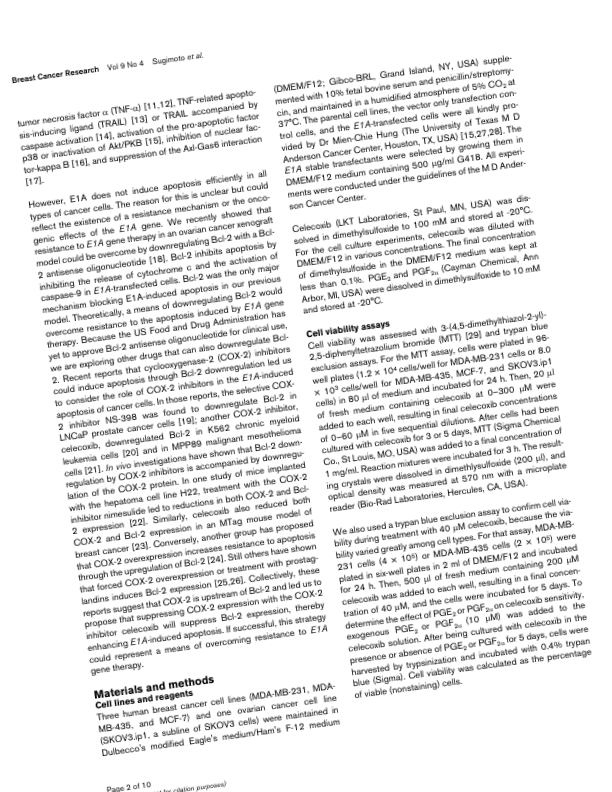 Breast Cancer Research   Vol 9 No 4   Sugimoto et al.
tumor necrosis factor α (TNF-α) [11,12], TNF-related apopto-
sis-inducing ligand (TRAIL) [13] or TRAIL accompanied by
caspase activation [14], activation of the pro-apoptotic factor
p38 or inactivation of Akt/PKB [15], inhibition of nuclear fac-
tor-kappa B [16], and suppression of the Axl-Gas6 interaction
[17].
However, E1A does not induce apoptosis efficiently in all
types of cancer cells. The reason for this is unclear but could
reflect the existence of a resistance mechanism or the onco-
genic effects of the E1A gene. We recently showed that
resistance to E1A gene therapy in an ovarian cancer xenograft
model could be overcome by downregulating Bcl-2 with a Bcl-
2 antisense oligonucleotide [18]. Bcl-2 inhibits apoptosis by
inhibiting the release of cytochrome c and the activation of
caspase-9 in E1A-transfected cells. Bcl-2 was the only major
mechanism blocking E1A-induced apoptosis in our previous
model. Theoretically, a means of downregulating Bcl-2 would
overcome resistance to the apoptosis induced by E1A gene
therapy. Because the US Food and Drug Administration has
yet to approve Bcl-2 antisense oligonucleotide for clinical use,
we are exploring other drugs that can also downregulate Bcl-
2. Recent reports that cyclooxygenase-2 (COX-2) inhibitors
could induce apoptosis through Bcl-2 downregulation led us
to consider the role of COX-2 inhibitors in the E1A-induced
apoptosis of cancer cells. In those reports, the selective COX-
2 inhibitor NS-398 was found to downregulate Bcl-2 in
LNCaP prostate cancer cells [19]; another COX-2 inhibitor,
celecoxib, downregulated Bcl-2 in K562 chronic myeloid
leukemia cells [20] and in MPP89 malignant mesothelioma
cells [21]. In vivo investigations have shown that Bcl-2 down-
regulation by COX-2 inhibitors is accompanied by downregu-
lation of the COX-2 protein. In one study of mice implanted
with the hepatoma cell line H22, treatment with the COX-2
inhibitor nimesulide led to reductions in both COX-2 and Bcl-
2 expression [22]. Similarly, celecoxib also reduced both
COX-2 and Bcl-2 expression in an MTag mouse model of
breast cancer [23]. Conversely, another group has proposed
that COX-2 overexpression increases resistance to apoptosis
through the upregulation of Bcl-2 [24]. Still others have shown
that forced COX-2 overexpression or treatment with prostag-
landins induces Bcl-2 expression [25,26]. Collectively, these
reports suggest that COX-2 is upstream of Bcl-2 and led us to
propose that suppressing COX-2 expression with the COX-2
inhibitor celecoxib will suppress Bcl-2 expression, thereby
enhancing E1A-induced apoptosis. If successful, this strategy
could represent a means of overcoming resistance to E1A
gene therapy.
Materials and methods
Cell lines and reagents
Three human breast cancer cell lines (MDA-MB-231, MDA-
MB-435, and MCF-7) and one ovarian cancer cell line
(SKOV3.ip1, a subline of SKOV3 cells) were maintained in
Dulbecco's modified Eagle's medium/Ham's F-12 medium
(DMEM/F12; Gibco-BRL, Grand Island, NY, USA) supple-
mented with 10% fetal bovine serum and penicillin/streptomy-
cin, and maintained in a humidified atmosphere of 5% CO₂ at
37°C. The parental cell lines, the vector only transfection con-
trol cells, and the E1A-transfected cells were all kindly pro-
vided by Dr Mien-Chie Hung (The University of Texas M D
Anderson Cancer Center, Houston, TX, USA) [15,27,28]. The
E1A stable transfectants were selected by growing them in
DMEM/F12 medium containing 500 μg/ml G418. All experi-
ments were conducted under the guidelines of the M D Ander-
son Cancer Center.
Celecoxib (LKT Laboratories, St Paul, MN, USA) was dis-
solved in dimethylsulfoxide to 100 mM and stored at -20°C.
For the cell culture experiments, celecoxib was diluted with
DMEM/F12 in various concentrations. The final concentration
of dimethylsulfoxide in the DMEM/F12 medium was kept at
less than 0.1%. PGE₂ and PGF₂α (Cayman Chemical, Ann
Arbor, MI, USA) were dissolved in dimethylsulfoxide to 10 mM
and stored at -20°C.
Cell viability assays
Cell viability was assessed with 3-(4,5-dimethylthiazol-2-yl)-
2,5-diphenyltetrazolium bromide (MTT) [29] and trypan blue
exclusion assays. For the MTT assay, cells were plated in 96-
well plates (1.2 × 10⁴ cells/well for MDA-MB-231 cells or 8.0
× 10³ cells/well for MDA-MB-435, MCF-7, and SKOV3.ip1
cells) in 80 μl of medium and incubated for 24 h. Then, 20 μl
of fresh medium containing celecoxib at 0–300 μM were
added to each well, resulting in final celecoxib concentrations
of 0–60 μM in five sequential dilutions. After cells had been
cultured with celecoxib for 3 or 5 days, MTT (Sigma Chemical
Co., St Louis, MO, USA) was added to a final concentration of
1 mg/ml. Reaction mixtures were incubated for 3 h. The result-
ing crystals were dissolved in dimethylsulfoxide (200 μl), and
optical density was measured at 570 nm with a microplate
reader (Bio-Rad Laboratories, Hercules, CA, USA).
We also used a trypan blue exclusion assay to confirm cell via-
bility during treatment with 40 μM celecoxib, because the via-
bility varied greatly among cell types. For that assay, MDA-MB-
231 cells (4 × 10⁵) or MDA-MB-435 cells (2 × 10⁵) were
plated in six-well plates in 2 ml of DMEM/F12 and incubated
for 24 h. Then, 500 μl of fresh medium containing 200 μM
celecoxib was added to each well, resulting in a final concen-
tration of 40 μM, and the cells were incubated for 5 days. To
determine the effect of PGE₂ or PGF₂α on celecoxib sensitivity,
exogenous PGE₂ or PGF₂α (10 μM) was added to the
celecoxib solution. After being cultured with celecoxib in the
presence or absence of PGE₂ or PGF₂α for 5 days, cells were
harvested by trypsinization and incubated with 0.4% trypan
blue (Sigma). Cell viability was calculated as the percentage
of viable (nonstaining) cells.
Page 2 of 10
for citation purposes)